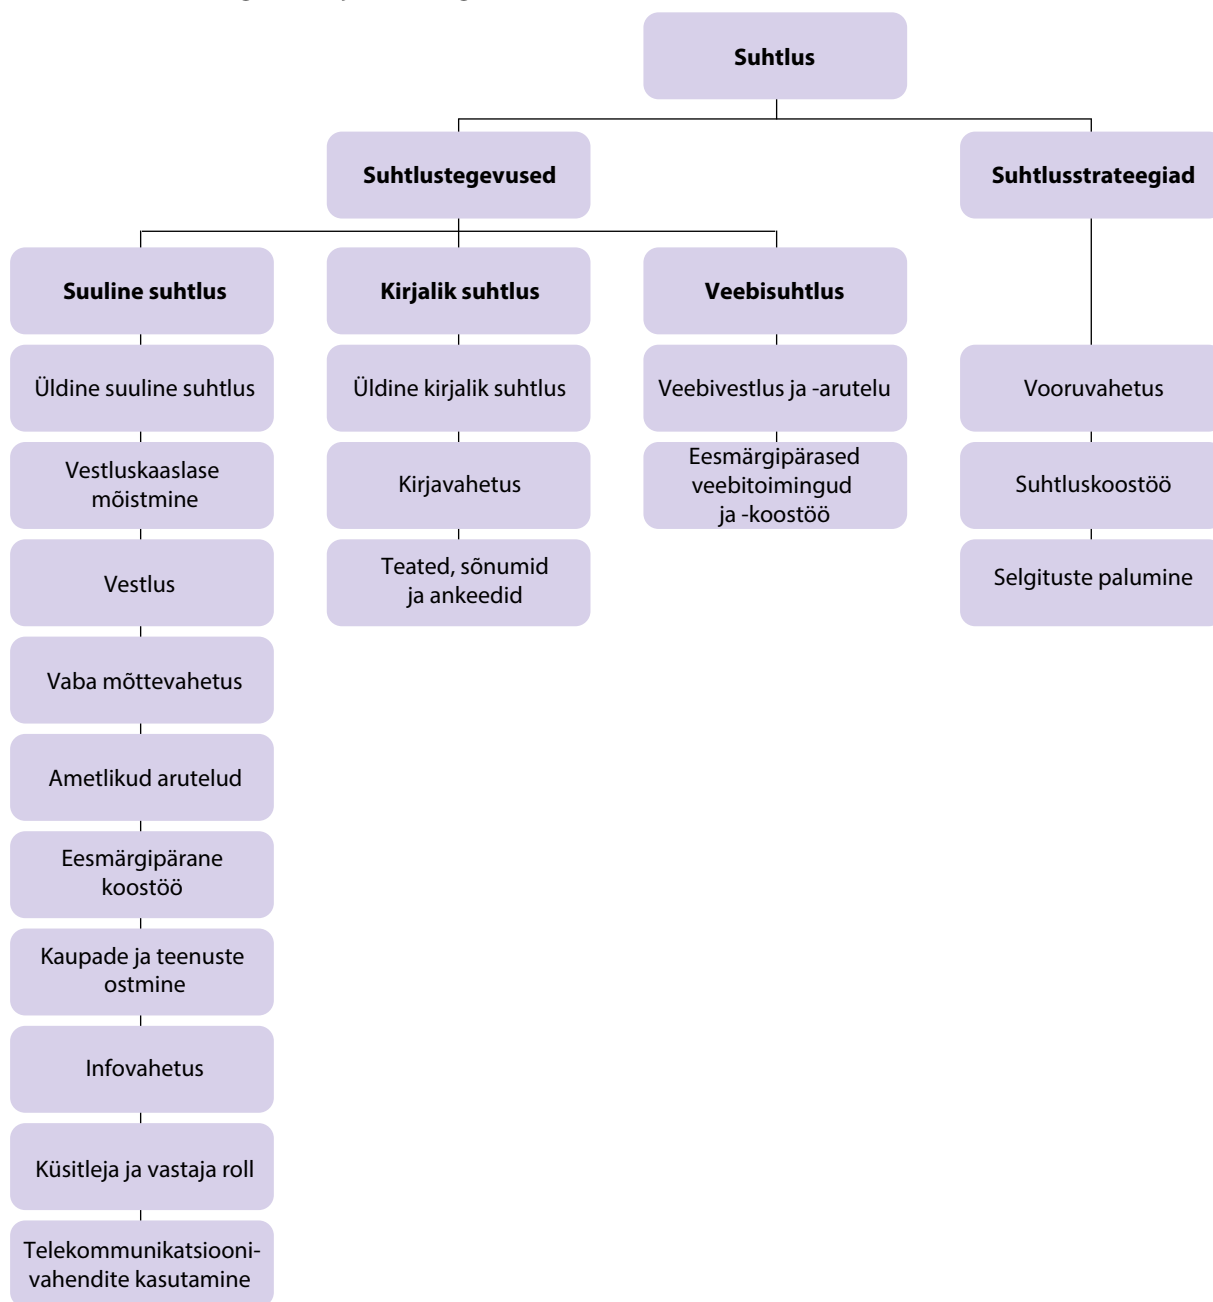 Suhtlus
Suhtlustegevused
Suhtlusstrateegiad
Suuline suhtlus
Kirjalik suhtlus
Veebisuhtlus
Üldine suuline suhtlus
Üldine kirjalik suhtlus
Veebivestlus ja -arutelu
Vooruvahetus
Vestluskaaslase
mõistmine
Kirjavahetus
Eesmärgipärased
veebitoimingud
ja -koostöö
Suhtluskoostöö
Vestlus
Teated, sõnumid
ja ankeedid
Selgituste palumine
Vaba mõttevahetus
Ametlikud arutelud
Eesmärgipärane
koostöö
Kaupade ja teenuste
ostmine
Infovahetus
Küsitleja ja vastaja roll
Telekommunikatsiooni-
vahendite kasutamine